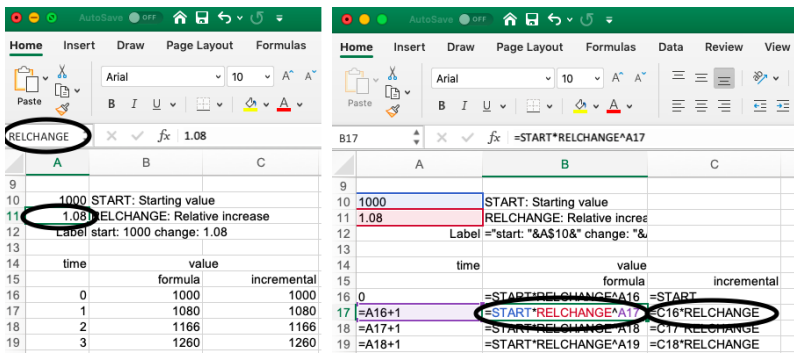 AutoSave OFF
Home Insert Draw Page Layout Formulas
Paste
Arial 10 A A
B I U A
RELCHANGE fx 1.08
A B C
9
10 1000 START: Starting value
11 1.08 RELCHANGE: Relative increase
12 Label start: 1000 change: 1.08
13
14 time value
15 formula incremental
16 0 1000 1000
17 1 1080 1080
18 2 1166 1166
19 3 1260 1260
AutoSave OFF
Home Insert Draw Page Layout Formulas Data Review View
Paste
Arial 10 A A
B I U A
B17 fx =START*RELCHANGE^A17
A B C
9
10 1000 START: Starting value
11 1.08 RELCHANGE: Relative increa
12 Label ="start: "&A$10&" change: "&
13
14 time value
15 formula incremental
16 0 =START*RELCHANGE^A16 =START
17 =A16+1 =START*RELCHANGE^A17 =C16*RELCHANGE
18 =A17+1 =START*RELCHANGE^A18 =C17*RELCHANGE
19 =A18+1 =START*RELCHANGE^A19 =C18*RELCHANGE